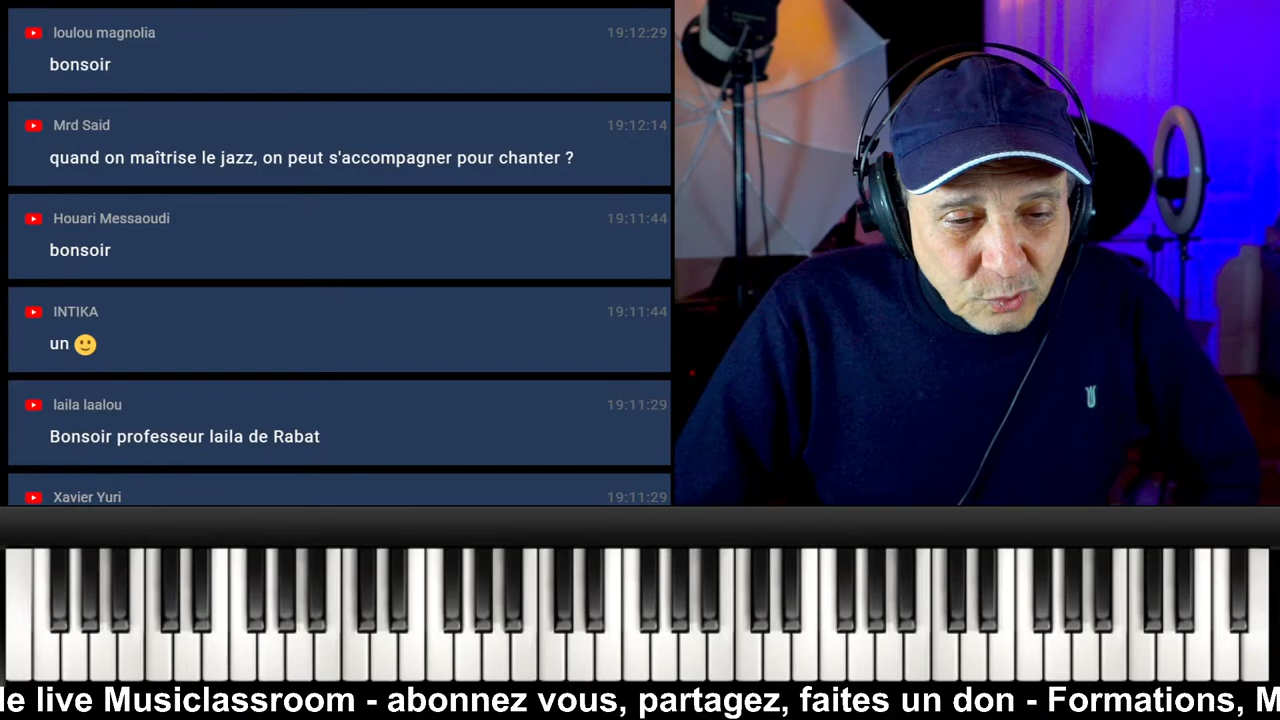 loulou magnolia 19:12:29
bonsoir
Mrd Said 19:12:14
quand on maîtrise le jazz, on peut s'accompagner pour chanter ?
Houari Messaoudi 19:11:44
bonsoir
INTIKA 19:11:44
un 🙂
laila laalou 19:11:29
Bonsoir professeur laila de Rabat
Xavier Yuri 19:11:29
le live Musiclassroom - abonnez vous, partagez, faites un don - Formations, M